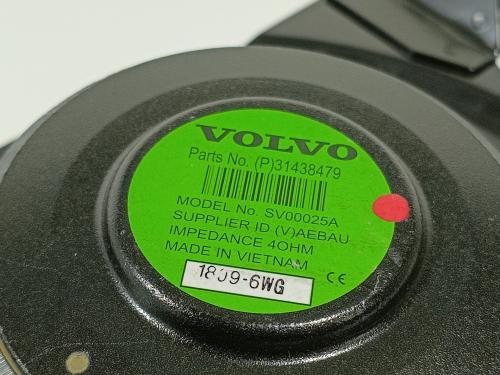 VOLVO
Parts No. (P)31438479
MODEL No. SV00025A
SUPPLIER ID (V)AEBAU
IMPEDANCE 4OHM
MADE IN VIETNAM
1809-6WG CE